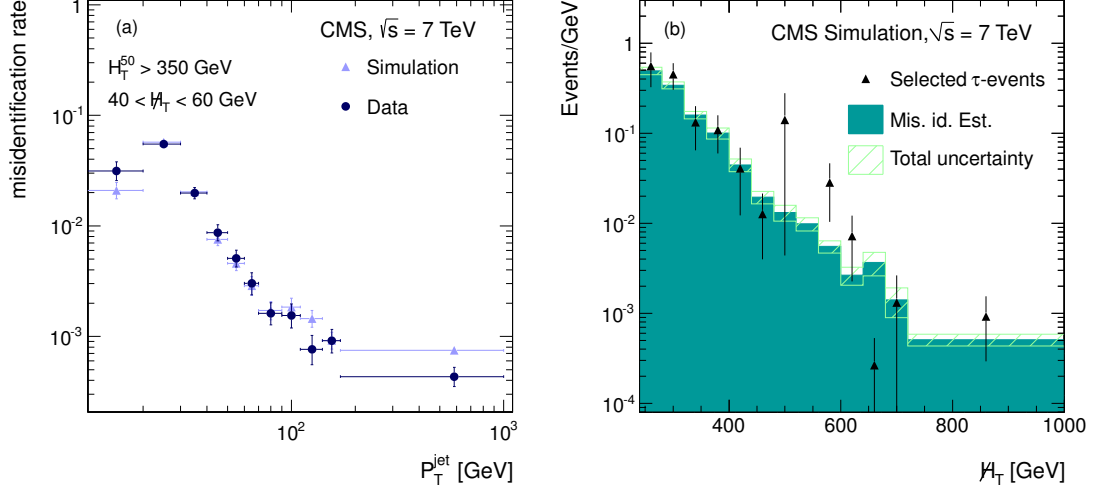 (a)
CMS, √s = 7 TeV
H_T^50 > 350 GeV
40 < H̸_T < 60 GeV
Simulation
Data
misidentification rate
10^-1
10^-2
10^-3
10^2
10^3
P_T^jet [GeV]
(b)
CMS Simulation, √s = 7 TeV
Selected τ-events
Mis. id. Est.
Total uncertainty
Events/GeV
1
10^-1
10^-2
10^-3
10^-4
400
600
800
1000
H̸_T [GeV]